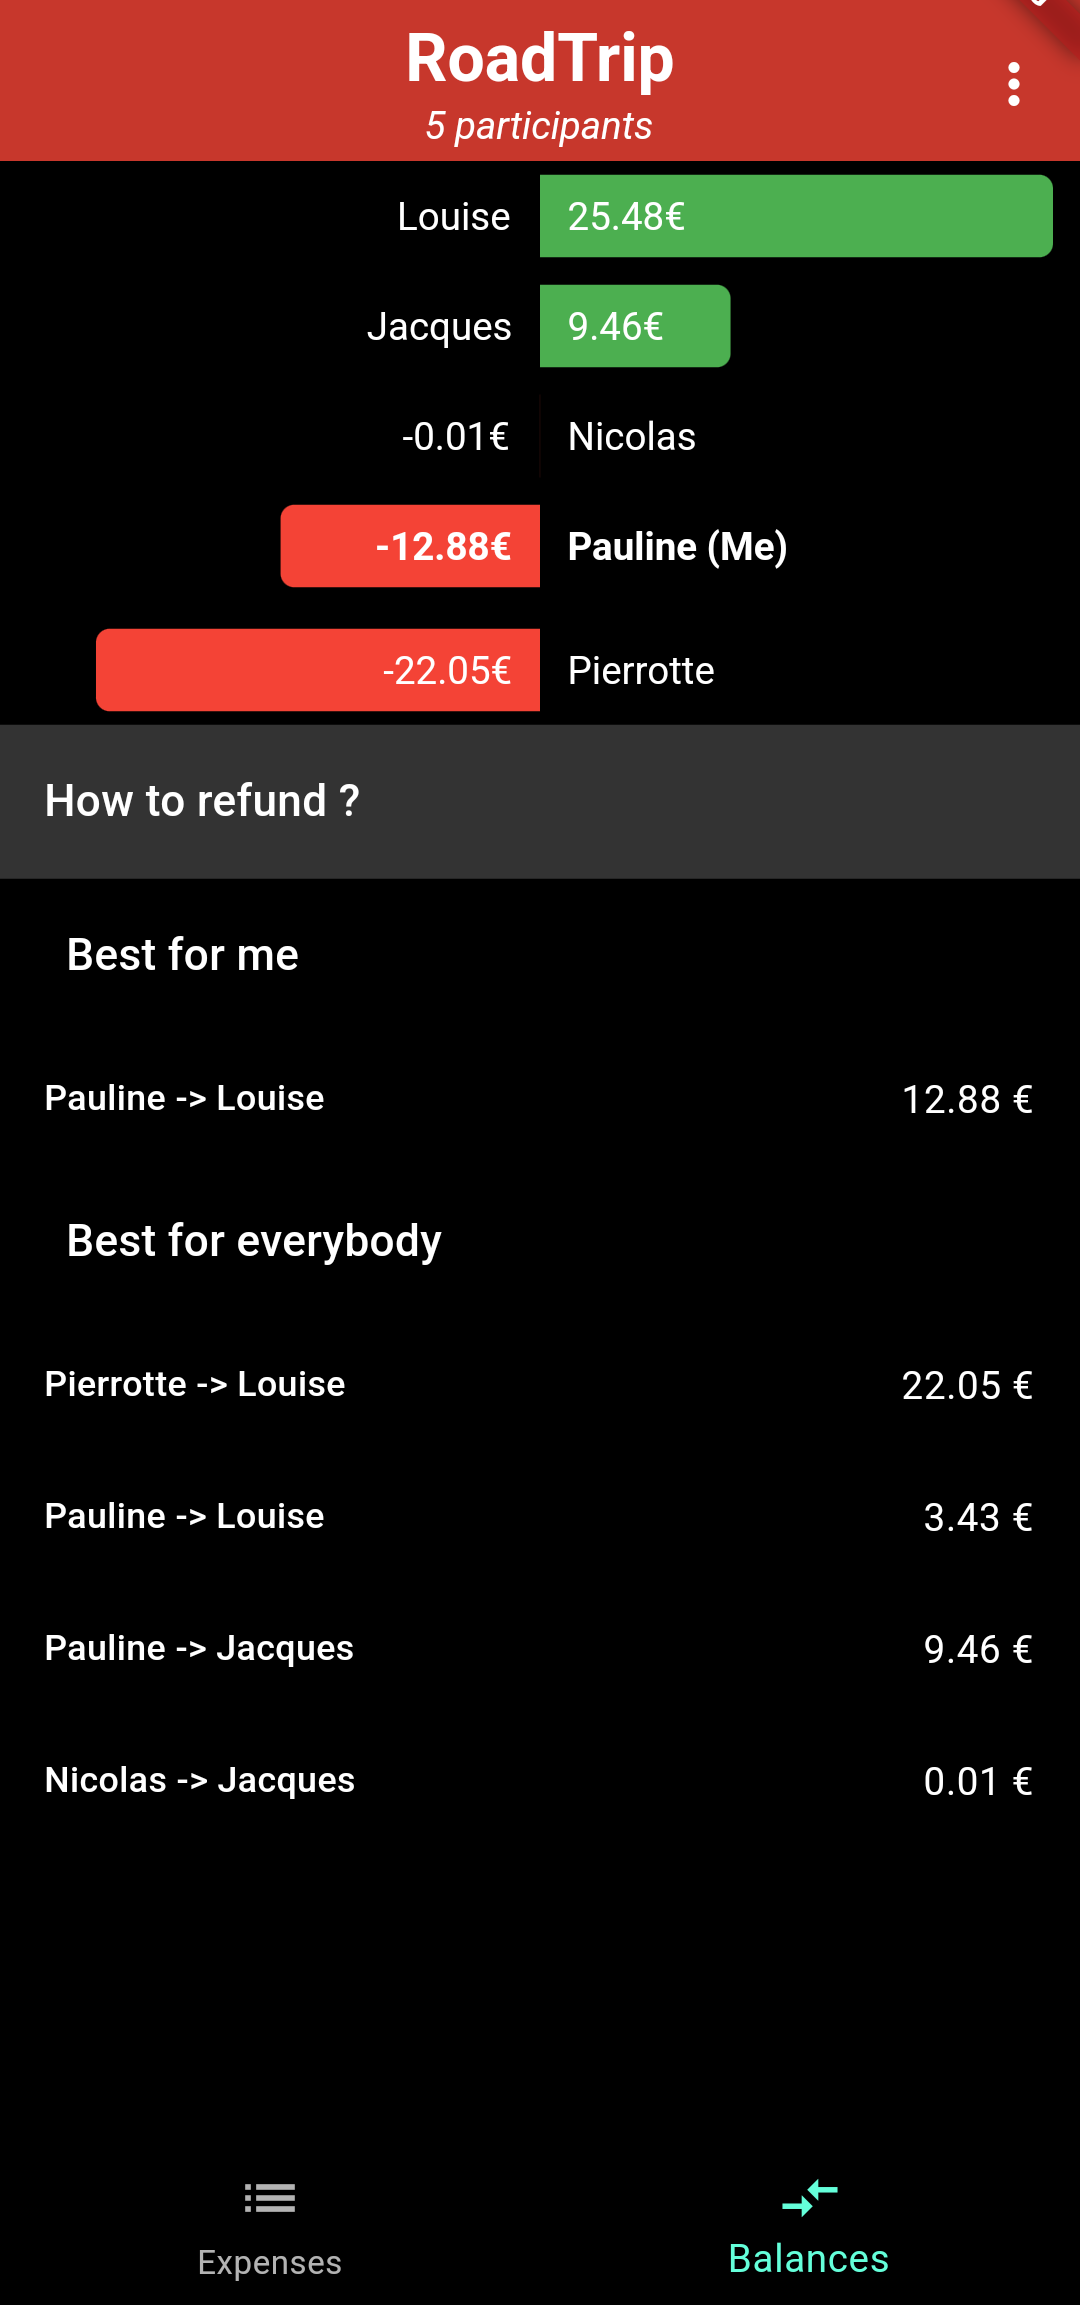 RoadTrip
5 participants
Louise 25.48€
Jacques 9.46€
-0.01€ Nicolas
-12.88€ Pauline (Me)
-22.05€ Pierrotte
How to refund ?
Best for me
Pauline -> Louise 12.88 €
Best for everybody
Pierrotte -> Louise 22.05 €
Pauline -> Louise 3.43 €
Pauline -> Jacques 9.46 €
Nicolas -> Jacques 0.01 €
Expenses Balances